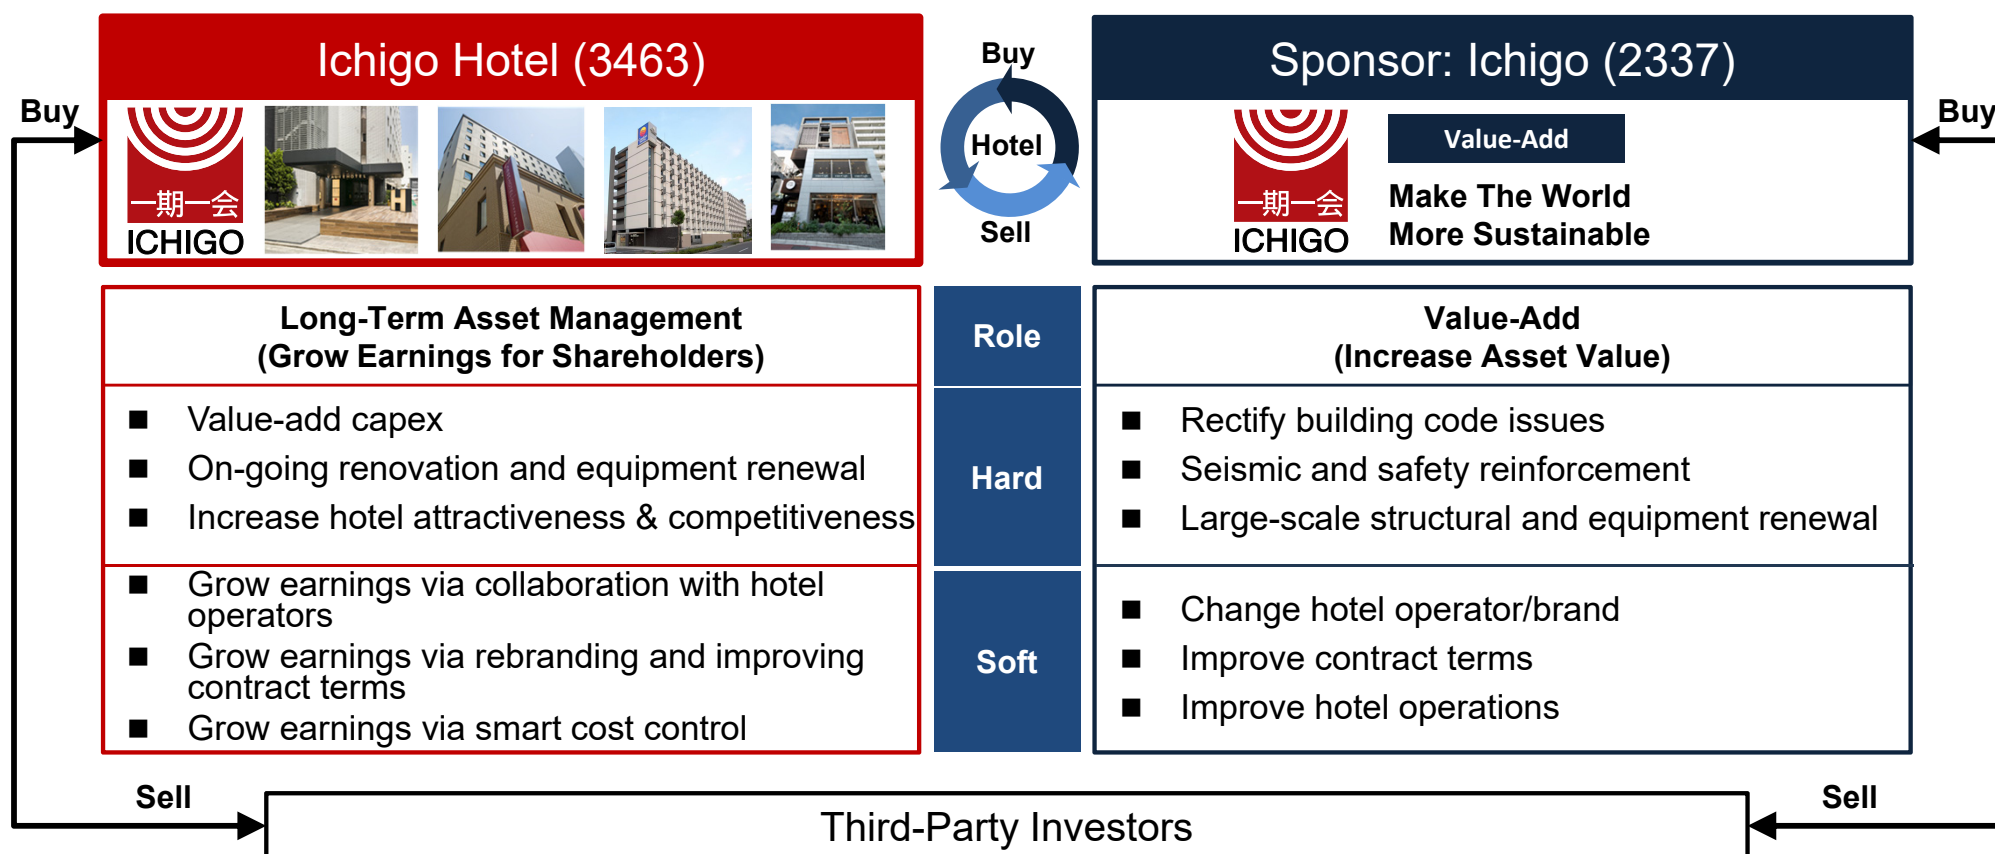 Ichigo Hotel (3463)
Buy
Sponsor: Ichigo (2337)
Buy
一期一会
ICHIGO
H
Hotel
Sell
一期一会
ICHIGO
Value-Add
Make The World
More Sustainable
Buy
Long-Term Asset Management
(Grow Earnings for Shareholders)
Role
Value-Add
(Increase Asset Value)
■ Value-add capex
■ On-going renovation and equipment renewal
■ Increase hotel attractiveness & competitiveness
Hard
■ Rectify building code issues
■ Seismic and safety reinforcement
■ Large-scale structural and equipment renewal
■ Grow earnings via collaboration with hotel
operators
■ Grow earnings via rebranding and improving
contract terms
■ Grow earnings via smart cost control
Soft
■ Change hotel operator/brand
■ Improve contract terms
■ Improve hotel operations
Sell
Third-Party Investors
Sell